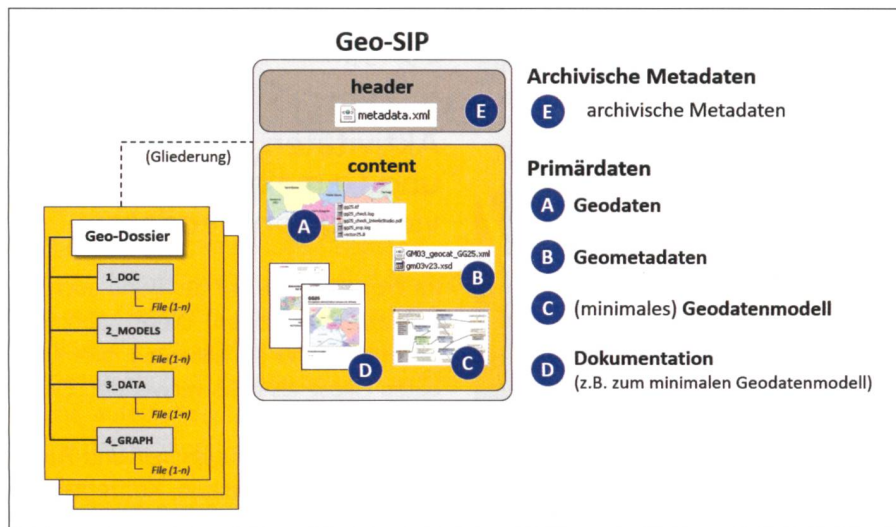 Geo-SIP
header
metadata.xml
E
(Gliederung)
content
A
GM03_geocat_GG25.xml
gm03v23.xsd
B
GG25
D
C
Geo-Dossier
1_DOC
File (1-n)
2_MODELS
File (1-n)
3_DATA
File (1-n)
4_GRAPH
File (1-n)
Archivische Metadaten
E archivische Metadaten
Primärdaten
A Geodaten
B Geometadaten
C (minimales) Geodatenmodell
D Dokumentation
(z.B. zum minimalen Geodatenmodell)